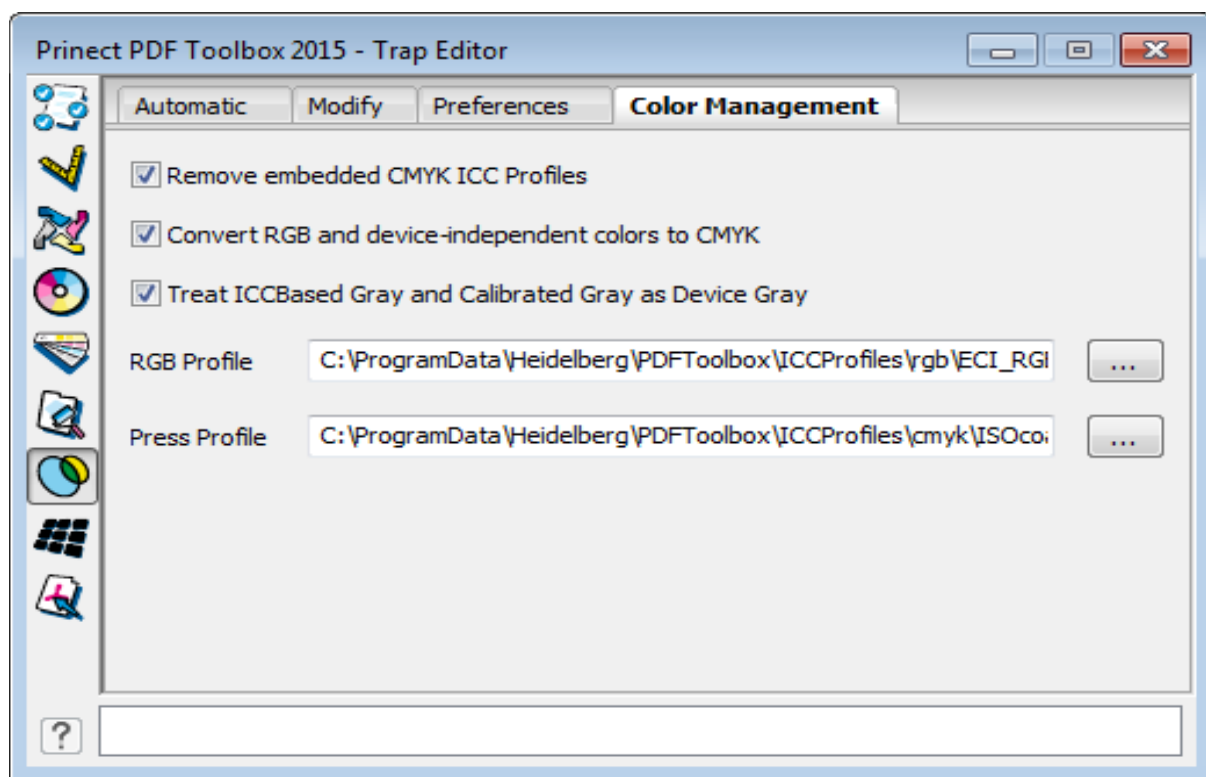 Prinect PDF Toolbox 2015 - Trap Editor
Automatic Modify Preferences Color Management
Remove embedded CMYK ICC Profiles
Convert RGB and device-independent colors to CMYK
Treat ICCBased Gray and Calibrated Gray as Device Gray
RGB Profile C:\ProgramData\Heidelberg\PDFToolbox\ICCProfiles\rgb\ECI_RGI ...
Press Profile C:\ProgramData\Heidelberg\PDFToolbox\ICCProfiles\cmyk\ISOcoa ...
?